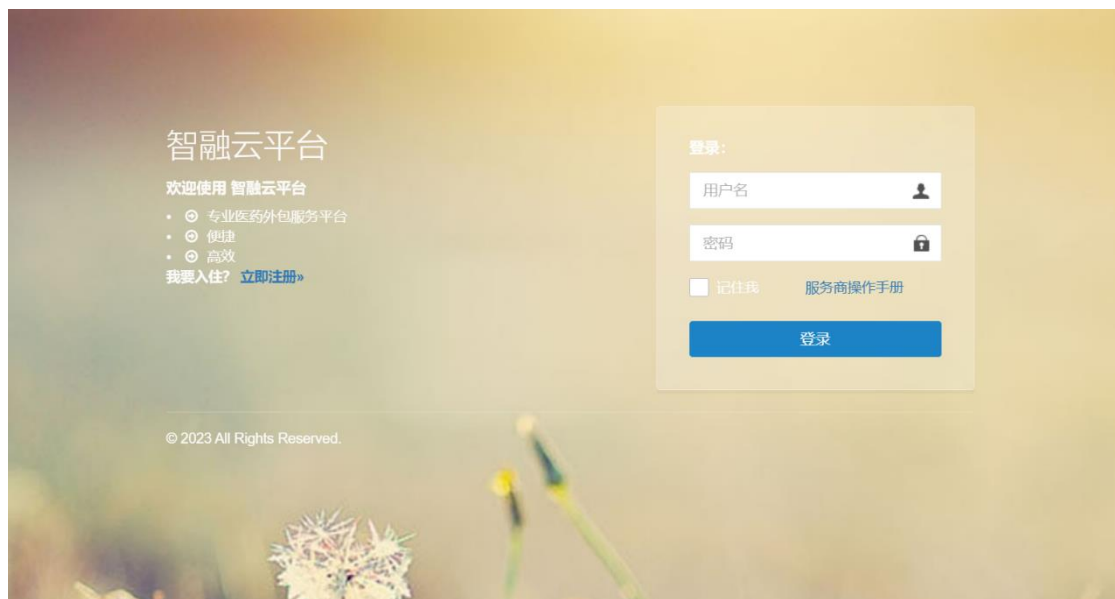 智融云平台
欢迎使用 智融云平台
专业医药外包服务平台
便捷
高效
我要入住? 立即注册»
登录:
用户名
密码
记住我 服务商操作手册
登录
© 2023 All Rights Reserved.